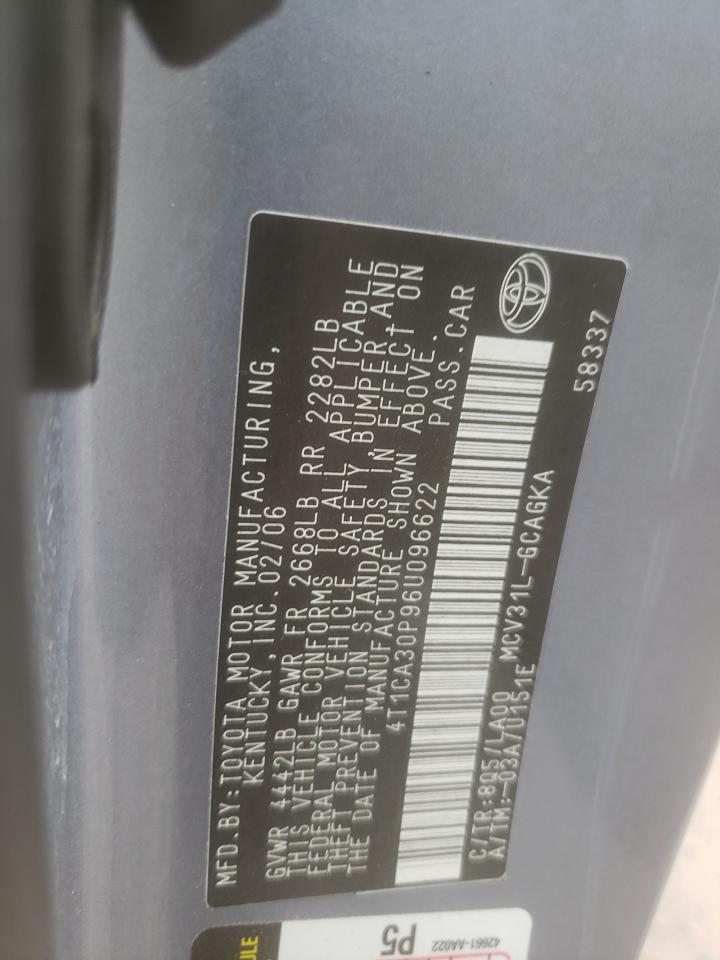 MFD.BY:TOYOTA MOTOR MANUFACTURING,
KENTUCKY, INC.02/06
GVWR 4442LB GAWR FR 2668LB RR 2282LB
THIS VEHICLE CONFORMS TO ALL APPLICABLE
FEDERAL MOTOR VEHICLE SAFETY, BUMPER, AND
THEFT PREVENTION STANDARDS IN EFFECT ON
THE DATE OF MANUFACTURE SHOWN ABOVE.
4T1CA30P96U096622 PASS.CAR
C/TR:8Q5/LA00 MCV31L-GCAGKA
A/TM:-03A/U151E
58337
P5
42661-AA022